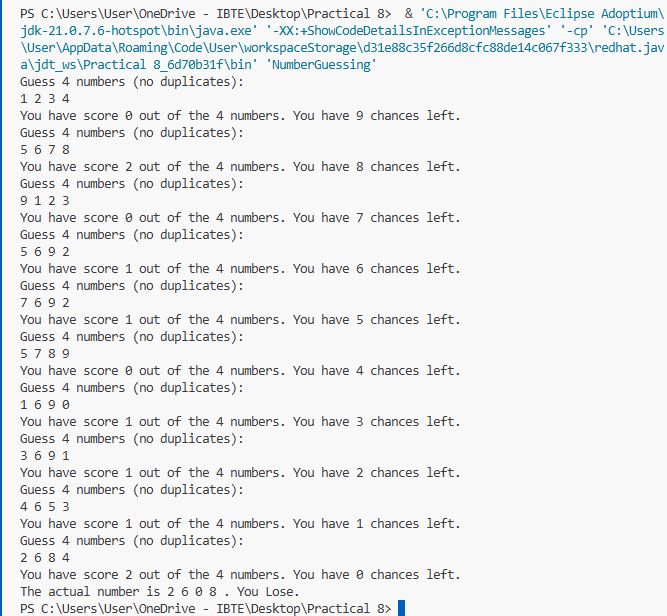 PS C:\Users\User\OneDrive - IBTE\Desktop\Practical 8>  & 'C:\Program Files\Eclipse Adoptium\
jdk-21.0.7.6-hotspot\bin\java.exe' '-XX:+ShowCodeDetailsInExceptionMessages' '-cp' 'C:\Users
\User\AppData\Roaming\Code\User\workspaceStorage\d31e88c35f266d8cfc88de14c067f333\redhat.jav
a\jdt_ws\Practical 8_6d70b31f\bin' 'NumberGuessing'
Guess 4 numbers (no duplicates):
1 2 3 4
You have score 0 out of the 4 numbers. You have 9 chances left.
Guess 4 numbers (no duplicates):
5 6 7 8
You have score 2 out of the 4 numbers. You have 8 chances left.
Guess 4 numbers (no duplicates):
9 1 2 3
You have score 0 out of the 4 numbers. You have 7 chances left.
Guess 4 numbers (no duplicates):
5 6 9 2
You have score 1 out of the 4 numbers. You have 6 chances left.
Guess 4 numbers (no duplicates):
7 6 9 2
You have score 1 out of the 4 numbers. You have 5 chances left.
Guess 4 numbers (no duplicates):
5 7 8 9
You have score 0 out of the 4 numbers. You have 4 chances left.
Guess 4 numbers (no duplicates):
1 6 9 0
You have score 1 out of the 4 numbers. You have 3 chances left.
Guess 4 numbers (no duplicates):
3 6 9 1
You have score 1 out of the 4 numbers. You have 2 chances left.
Guess 4 numbers (no duplicates):
4 6 5 3
You have score 1 out of the 4 numbers. You have 1 chances left.
Guess 4 numbers (no duplicates):
2 6 8 4
You have score 2 out of the 4 numbers. You have 0 chances left.
The actual number is 2 6 0 8 . You Lose.
PS C:\Users\User\OneDrive - IBTE\Desktop\Practical 8>